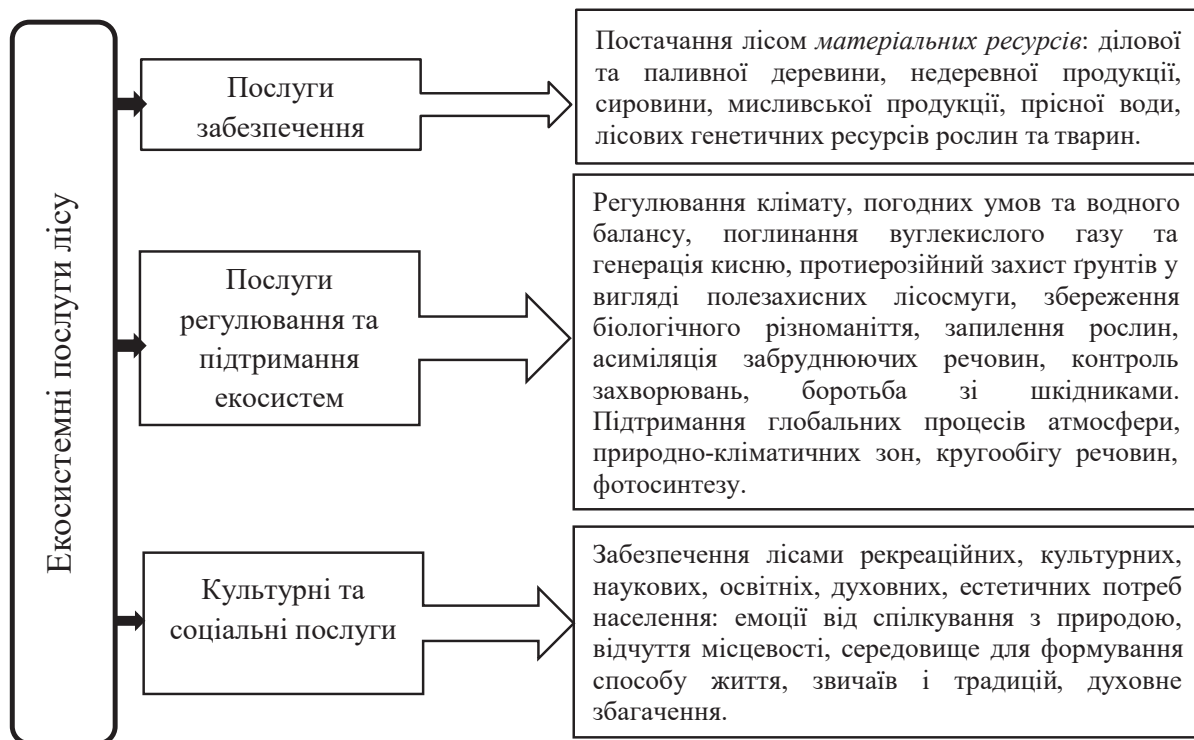 Екосистемні послуги лісу
Послуги
забезпечення
Постачання лісом матеріальних ресурсів: ділової
та паливної деревини, недеревної продукції,
сировини, мисливської продукції, прісної води,
лісових генетичних ресурсів рослин та тварин.
Послуги
регулювання та
підтримання
екосистем
Регулювання клімату, погодних умов та водного
балансу, поглинання вуглекислого газу та
генерація кисню, протиерозійний захист ґрунтів у
вигляді полезахисних лісосмуги, збереження
біологічного різноманіття, запилення рослин,
асиміляція забруднюючих речовин, контроль
захворювань, боротьба зі шкідниками.
Підтримання глобальних процесів атмосфери,
природно-кліматичних зон, кругообігу речовин,
фотосинтезу.
Культурні та
соціальні послуги
Забезпечення лісами рекреаційних, культурних,
наукових, освітніх, духовних, естетичних потреб
населення: емоції від спілкування з природою,
відчуття місцевості, середовище для формування
способу життя, звичаїв і традицій, духовне
збагачення.